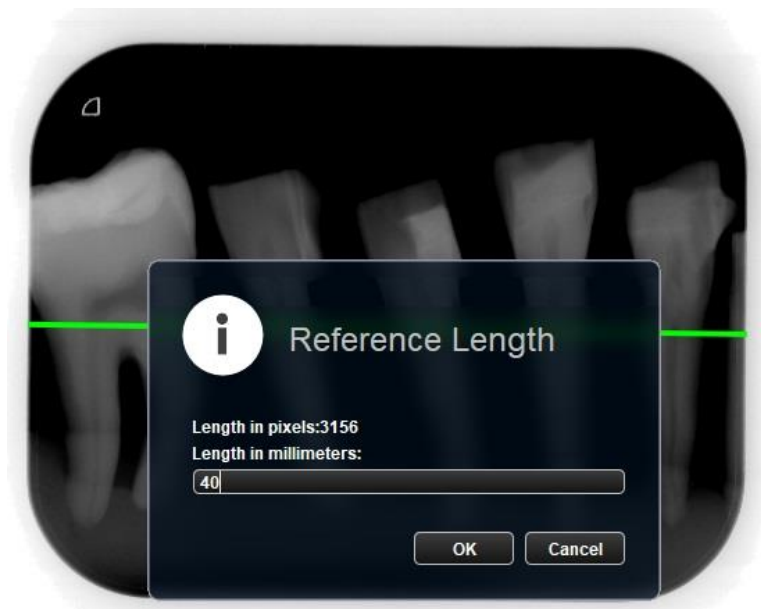 Reference Length
Length in pixels:3156
Length in millimeters:
40
OK
Cancel